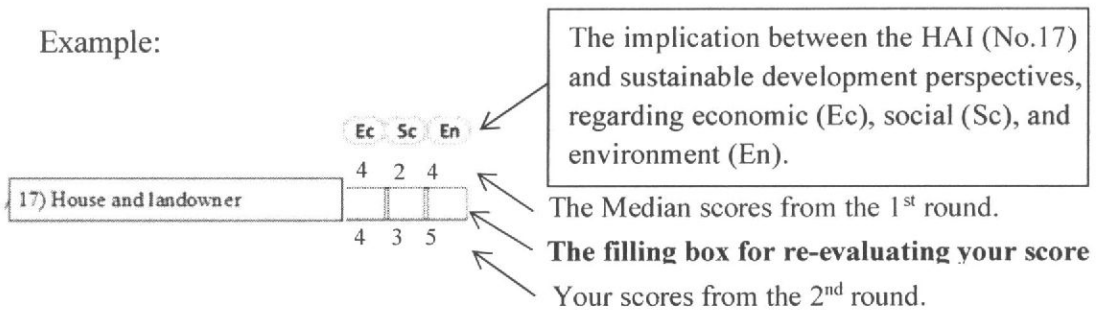 Example:
The implication between the HAI (No.17)
and sustainable development perspectives,
regarding economic (Ec), social (Sc), and
environment (En).
Ec Sc En
4 2 4
17) House and landowner
4 3 5
The Median scores from the 1st round.
The filling box for re-evaluating your score
Your scores from the 2nd round.